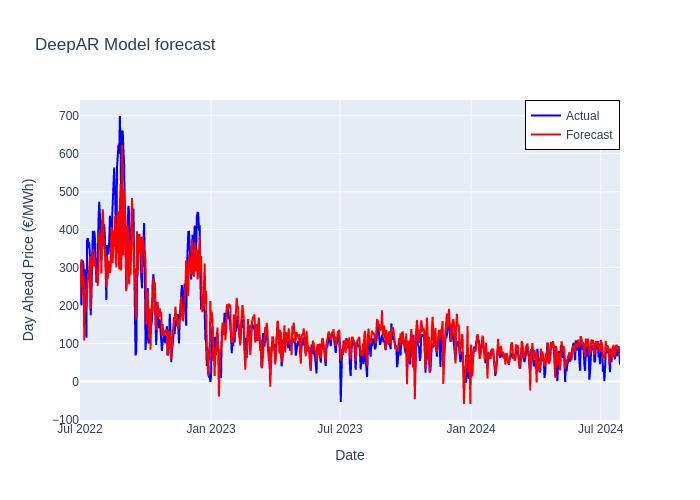 DeepAR Model forecast
Actual
Forecast
700
600
500
400
300
200
100
0
−100
Day Ahead Price (€/MWh)
Jul 2022
Jan 2023
Jul 2023
Jan 2024
Jul 2024
Date